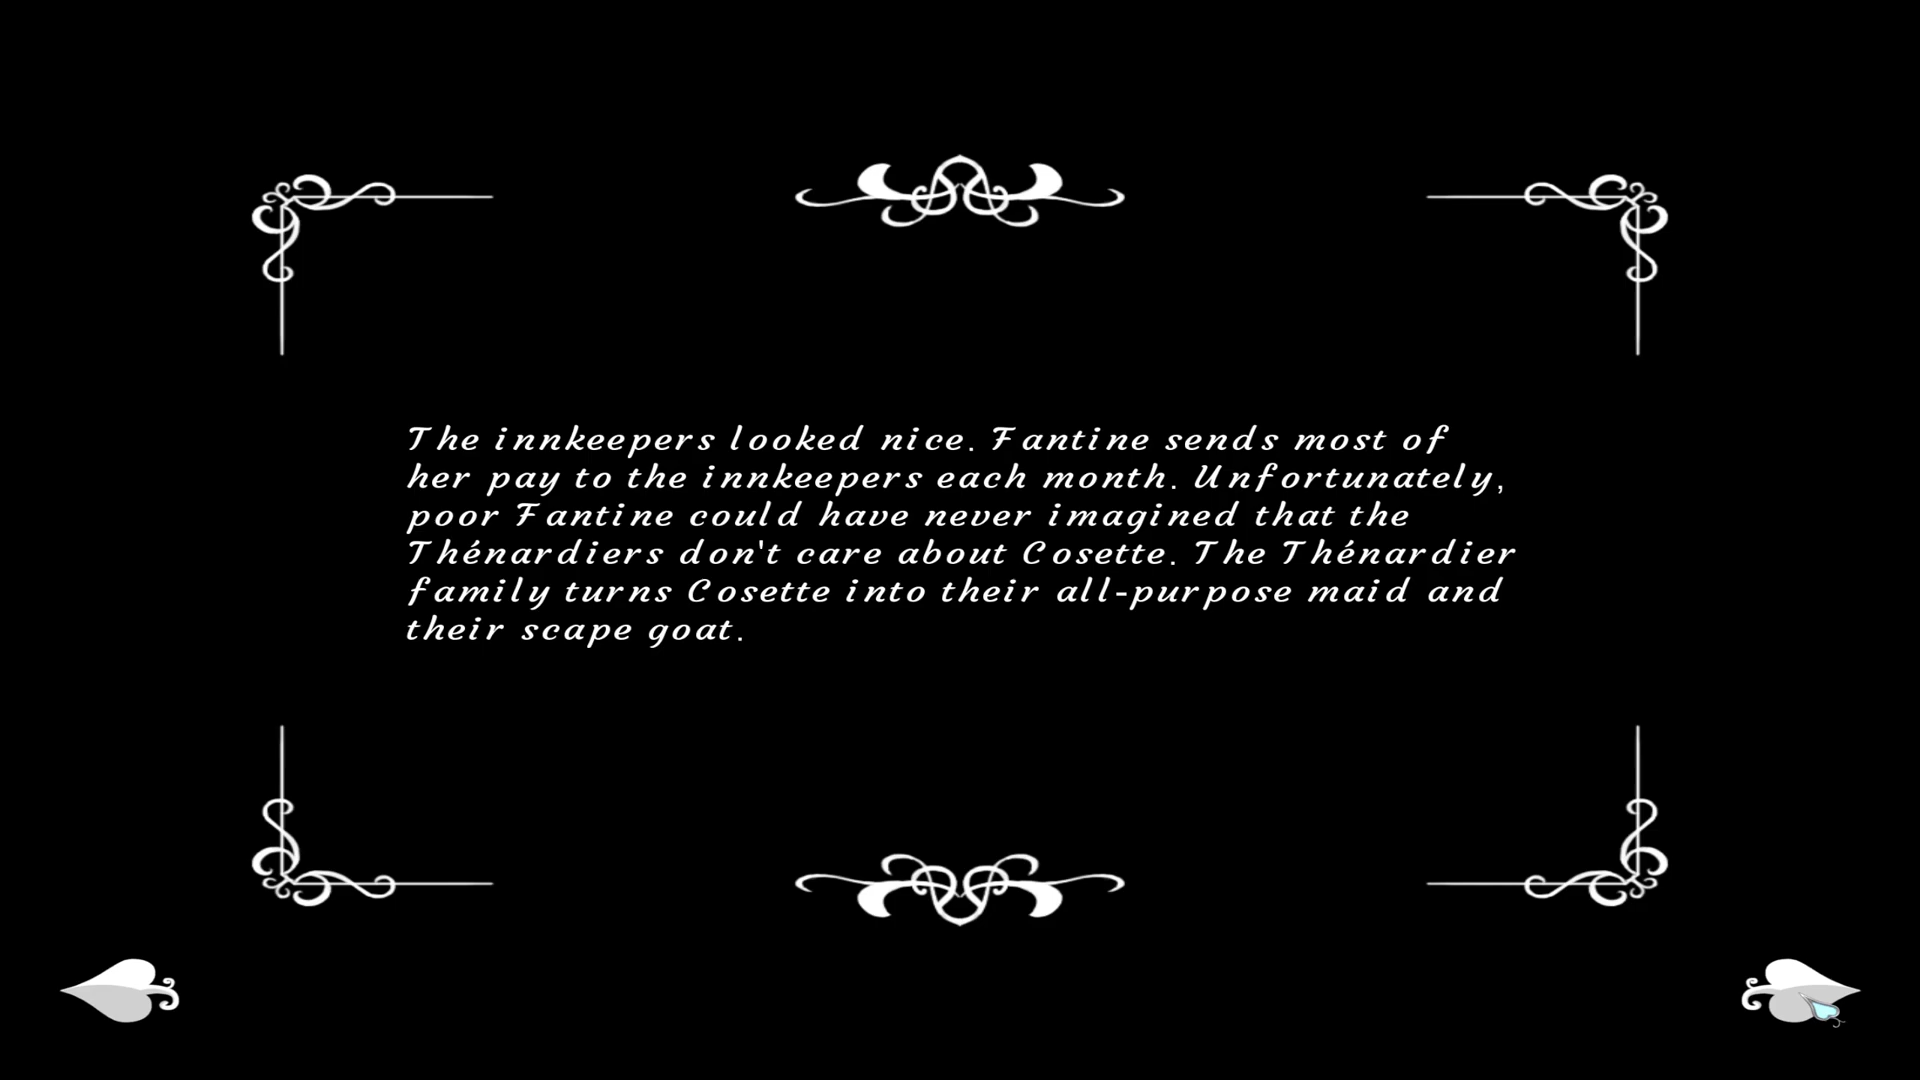 The innkeepers looked nice. Fantine sends most of
her pay to the innkeepers each month. Unfortunately,
poor Fantine could have never imagined that the
Thénardiers don't care about Cosette. The Thénardier
family turns Cosette into their all-purpose maid and
their scape goat.